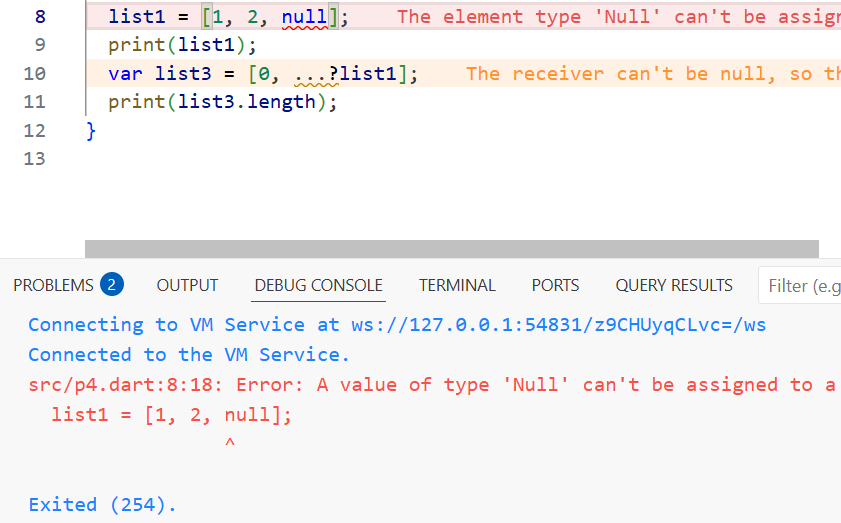 8 list1 = [1, 2, null]; The element type 'Null' can't be
9 print(list1);
10 var list3 = [0, ...?list1]; The receiver can't be null, so
11 print(list3.length);
12 }
13
PROBLEMS 2 OUTPUT DEBUG CONSOLE TERMINAL PORTS QUERY RESULTS Filter (e.g
Connecting to VM Service at ws://127.0.0.1:54831/z9CHUyqCLvc=/ws
Connected to the VM Service.
src/p4.dart:8:18: Error: A value of type 'Null' can't be assigned to a
list1 = [1, 2, null];
^
Exited (254).